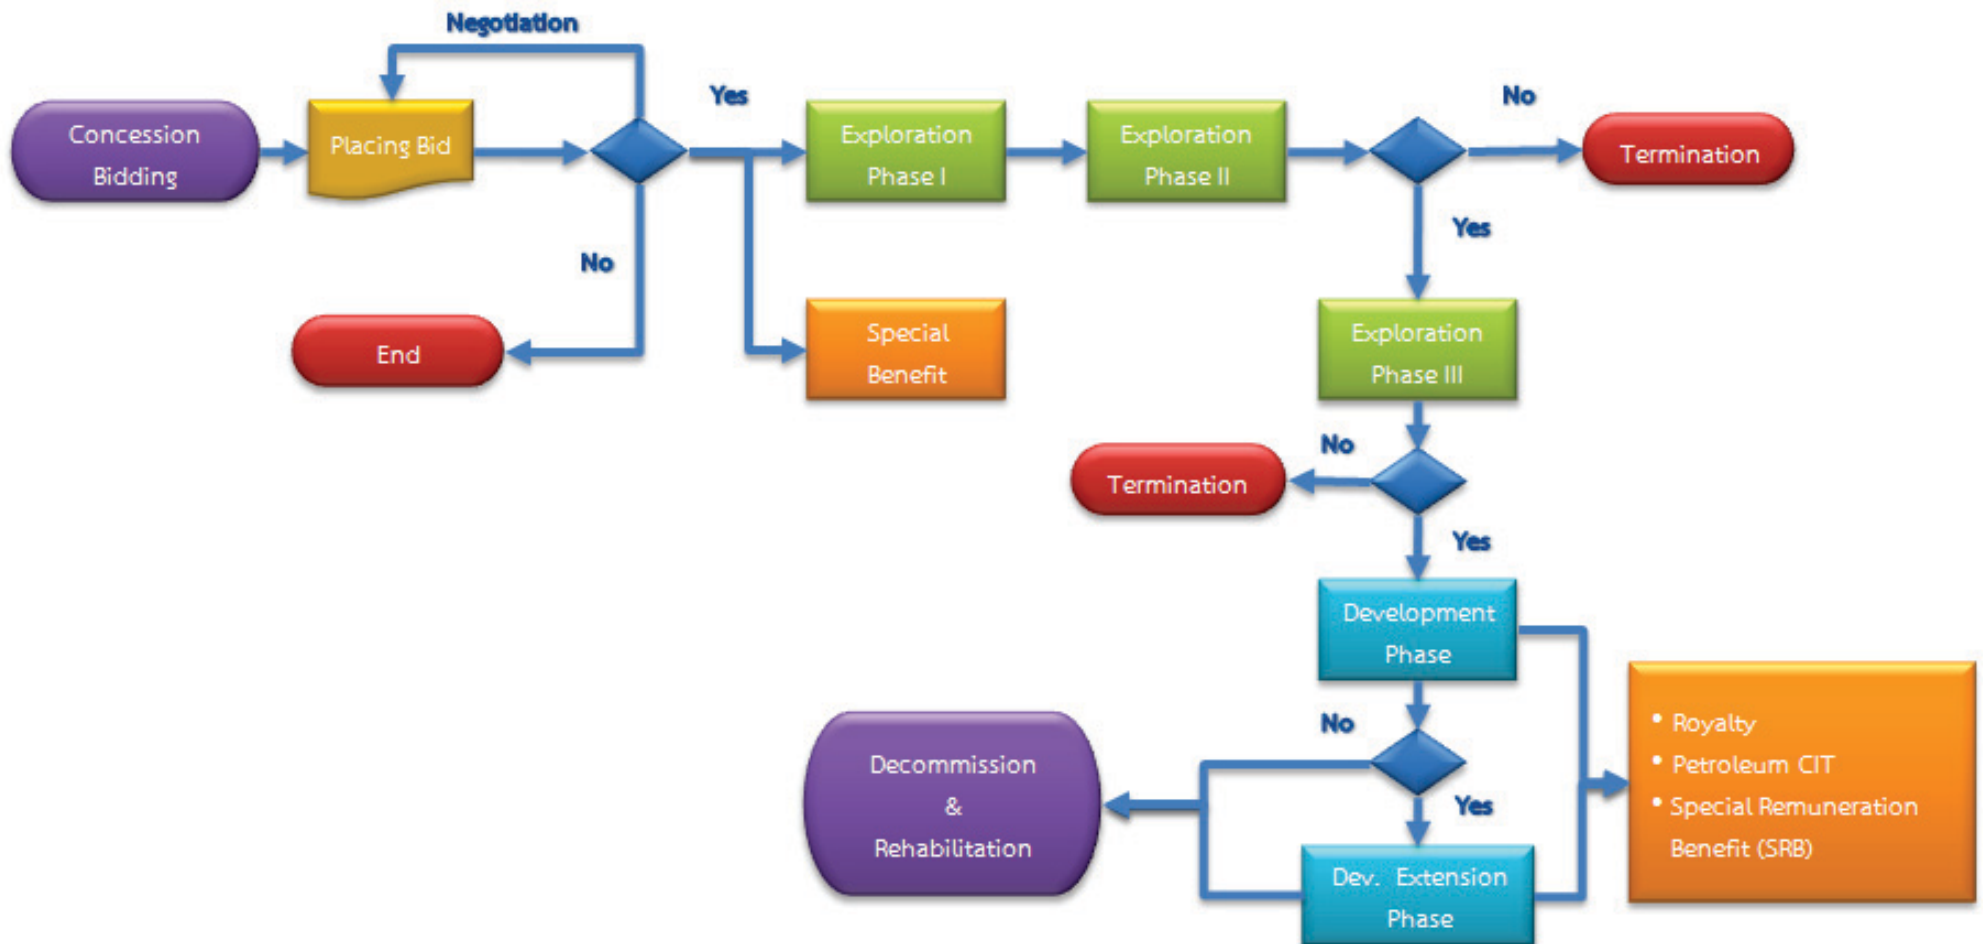 Negotiation
Concession
Bidding
Placing Bid
Yes
Exploration
Phase I
Exploration
Phase II
No
Termination
No
End
Special
Benefit
Yes
Exploration
Phase III
No
Termination
Yes
Development
Phase
No
Decommission
&
Rehabilitation
Yes
Dev. Extension
Phase
• Royalty
• Petroleum CIT
• Special Remuneration
Benefit (SRB)